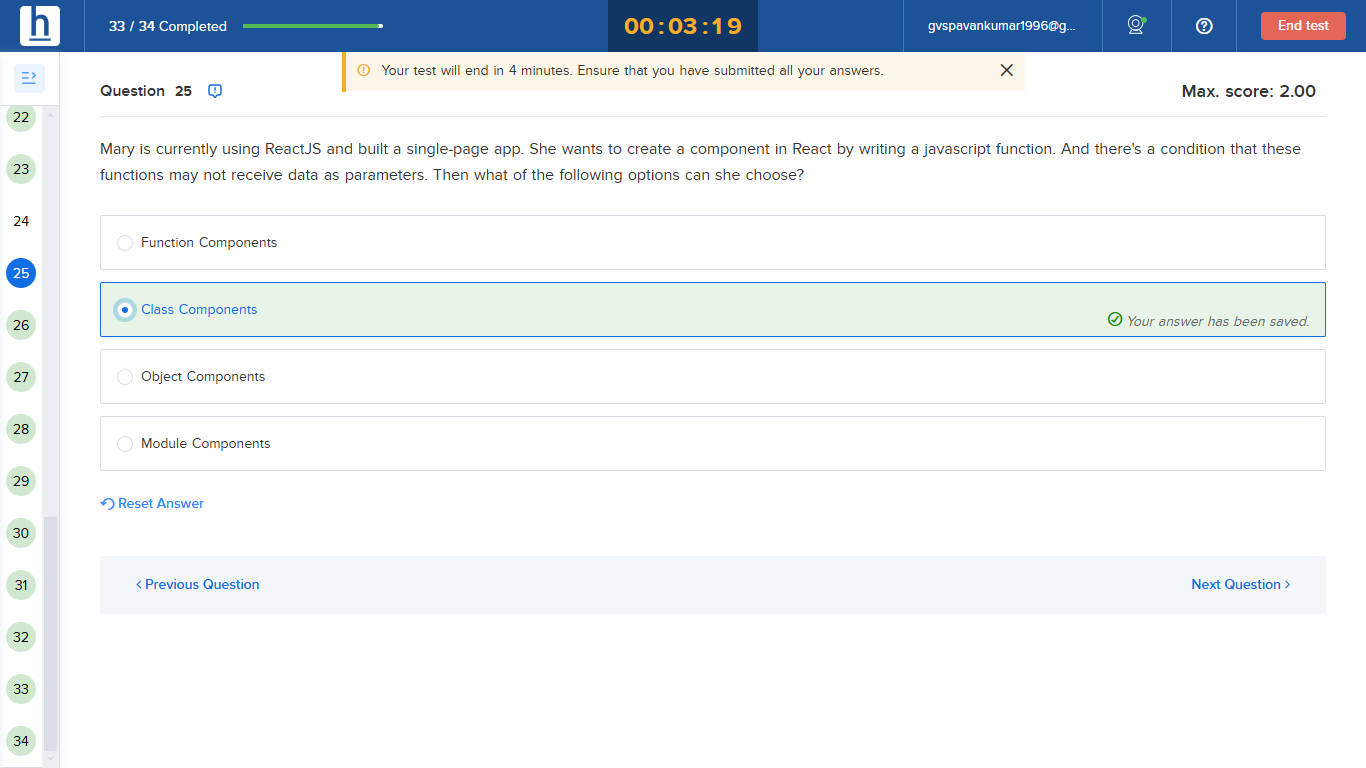 h
33 / 34 Completed
00:03:19
gvspavankumar1996@g...
End test
Your test will end in 4 minutes. Ensure that you have submitted all your answers.
Question 25
Max. score: 2.00
Mary is currently using ReactJS and built a single-page app. She wants to create a component in React by writing a javascript function. And there's a condition that these
functions may not receive data as parameters. Then what of the following options can she choose?
Function Components
Class Components
Your answer has been saved.
Object Components
Module Components
Reset Answer
Previous Question
Next Question
22
23
24
25
26
27
28
29
30
31
32
33
34